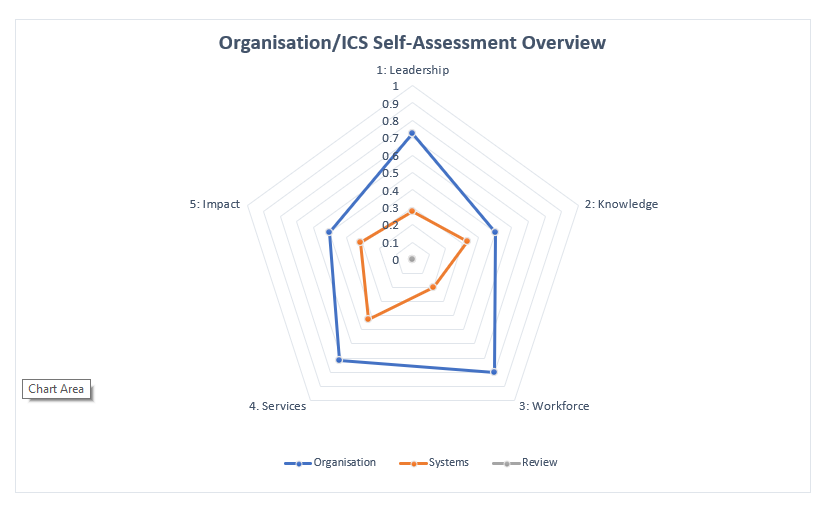 Organisation/ICS Self-Assessment Overview
1: Leadership
1
0.9
0.8
0.7
0.6
0.5
0.4
0.3
0.2
0.1
0
5: Impact
2: Knowledge
Chart Area
4. Services
3: Workforce
Organisation
Systems
Review